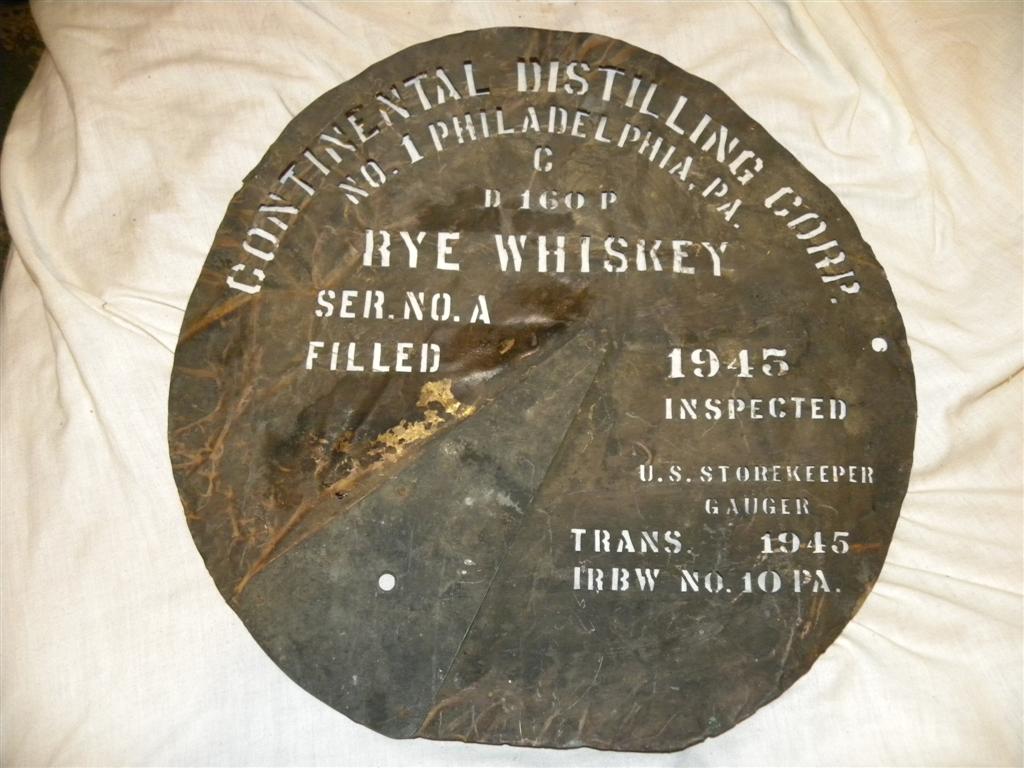 CONTINENTAL DISTILLING CORP.
NO. 1 PHILADELPHIA, PA.
C
D 160 P
RYE WHISKEY
SER. NO. A
FILLED
1945
INSPECTED
U.S. STOREKEEPER
GAUGER
TRANS. 1945
IRBW NO. 10 PA.